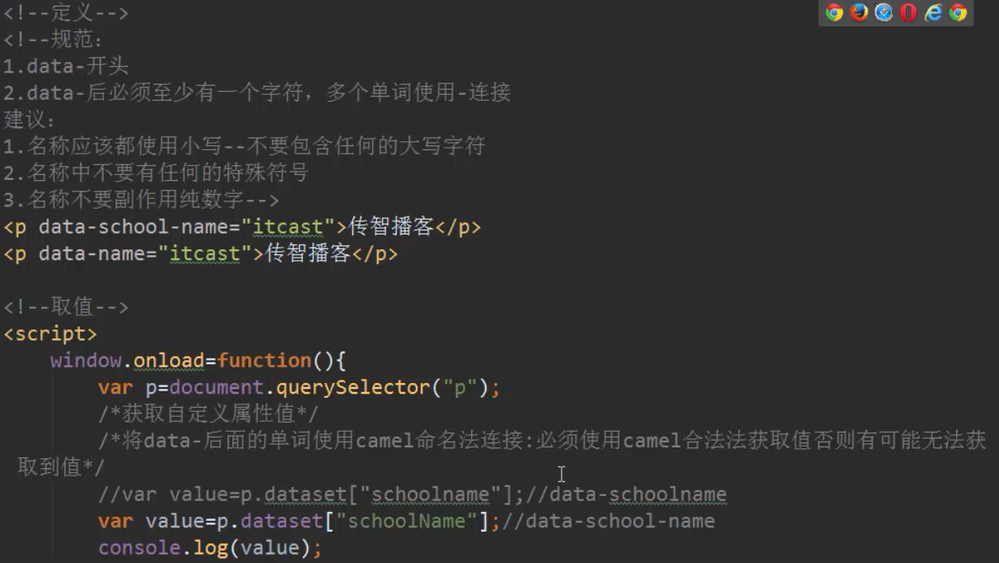 <!--定义-->
<!--规范：
1.data-开头
2.data-后必须至少有一个字符，多个单词使用-连接
建议：
1.名称应该都使用小写--不要包含任何的大写字符
2.名称中不要有任何的特殊符号
3.名称不要副作用纯数字-->
<p data-school-name="itcast">传智播客</p>
<p data-name="itcast">传智播客</p>
<!--取值-->
<script>
window.onload=function(){
var p=document.querySelector("p");
/*获取自定义属性值*/
/*将data-后面的单词使用camel命名法连接:必须使用camel合法法获取值否则有可能无法获
取到值*/
//var value=p.dataset["schoolname"];//data-schoolname
var value=p.dataset["schoolName"];//data-school-name
console.log(value);